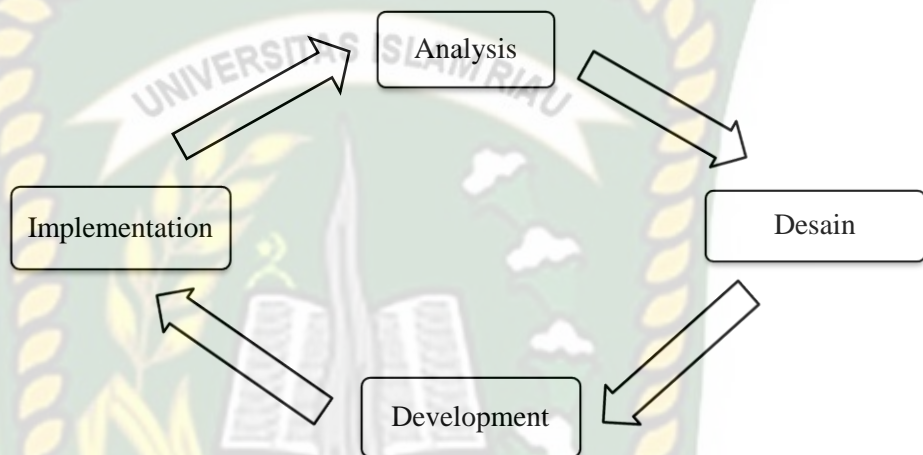 UNIVERSITAS ISLAM RIAU
Analysis
Implementation
Desain
Development